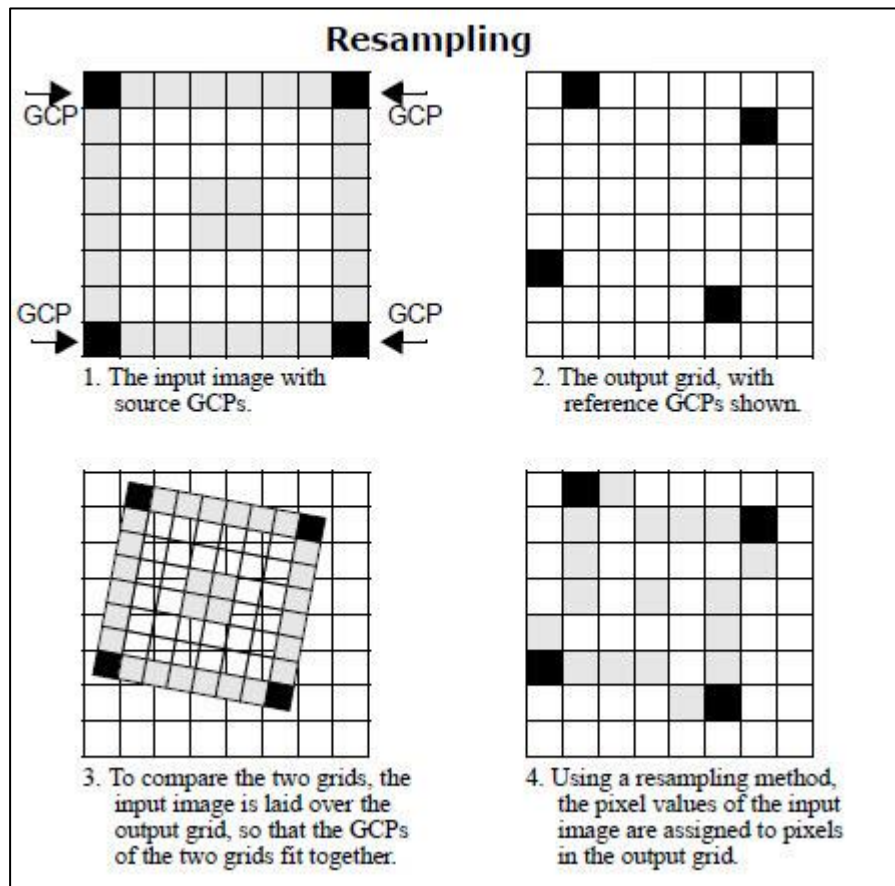 Resampling
GCP
GCP
GCP
GCP
1. The input image with
source GCPs.
2. The output grid, with
reference GCPs shown.
3. To compare the two grids, the
input image is laid over the
output grid, so that the GCPs
of the two grids fit together.
4. Using a resampling method,
the pixel values of the input
image are assigned to pixels
in the output grid.